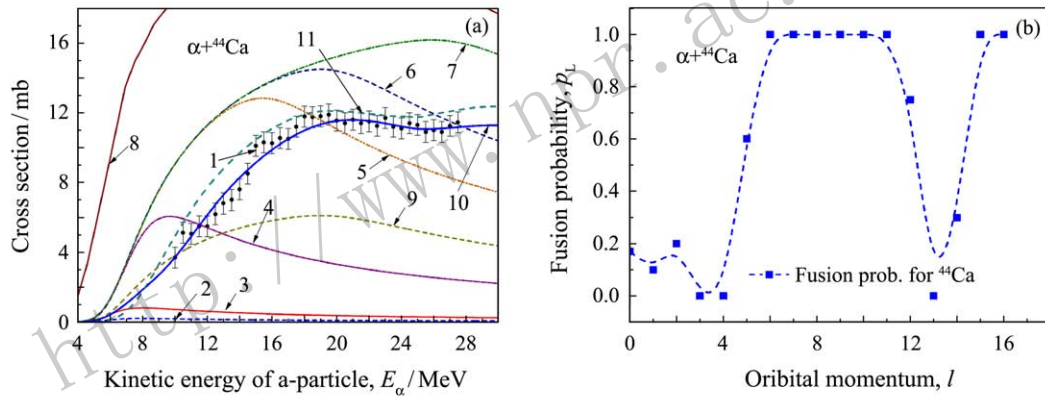 (a)
α+⁴⁴Ca
11
7
6
8
1
5
10
9
4
2
3
16
12
8
4
0
4 8 12 16 20 24 28
Cross section / mb
Kinetic energy of a-particle, Eα / MeV
(b)
α+⁴⁴Ca
Fusion prob. for ⁴⁴Ca
1.0
0.8
0.6
0.4
0.2
0.0
0 4 8 12 16
Fusion probability, pL
Oribital momentum, l
http://www.npr.ac.